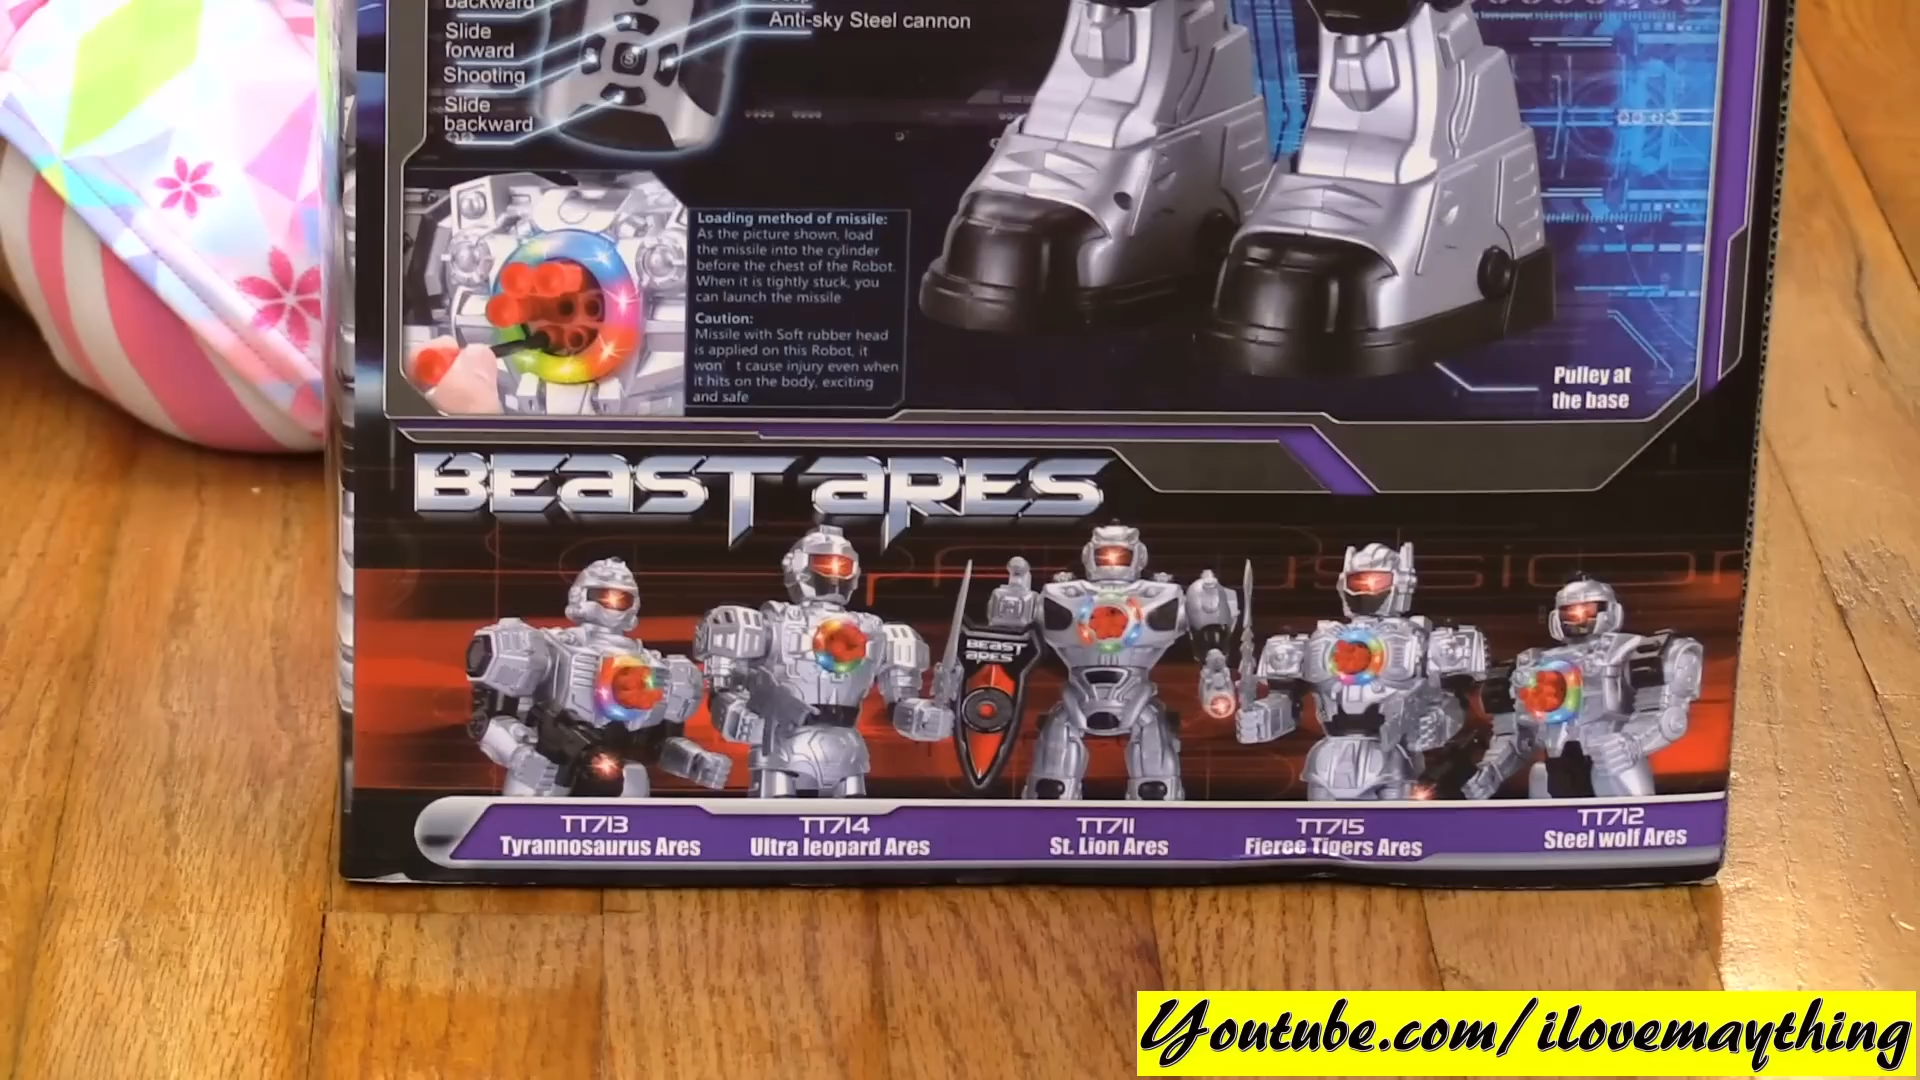 backward
Slide
forward
Shooting
Slide
backward
Anti-sky Steel cannon
S
Loading method of missile:
As the picture shown, load
the missile into the cylinder
before the chest of the Robot.
When it is tightly stuck, you
can launch the missile
Caution:
Missile with Soft rubber head
is applied on this Robot, it
won' t cause injury even when
it hits on the body, exciting
and safe
Pulley at
the base
BEAST ARES
BEAST
ARES
TT713
Tyrannosaurus Ares
TT714
Ultra leopard Ares
TT711
St. Lion Ares
TT715
Fierce Tigers Ares
TT712
Steel wolf Ares
Youtube.com/ilovemaything